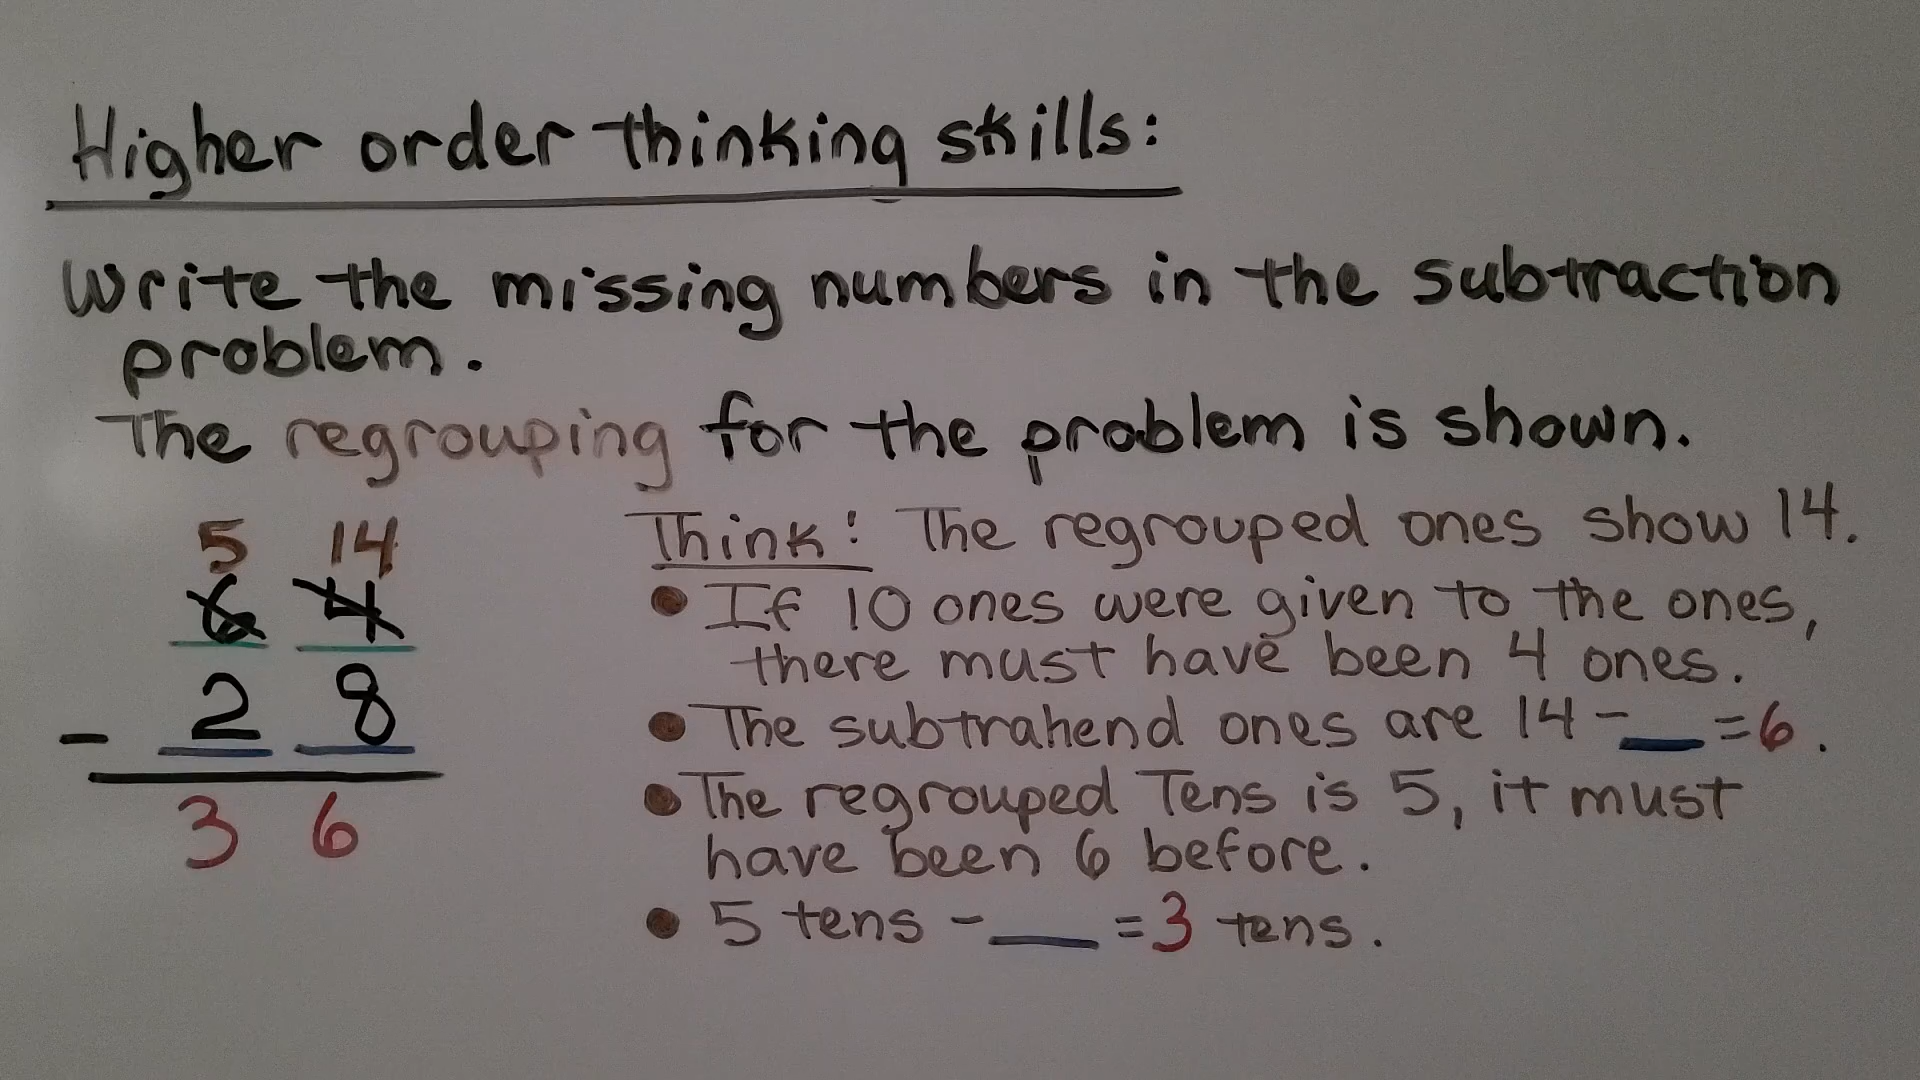 Higher order thinking skills:
Write the missing numbers in the subtraction
problem.
The regrouping for the problem is shown.
5 14
6 4
- 2 8
3 6
Think: The regrouped ones show 14.
• If 10 ones were given to the ones,
there must have been 4 ones.
• The subtrahend ones are 14 - __ = 6.
• The regrouped Tens is 5, it must
have been 6 before.
• 5 tens - __ = 3 tens.